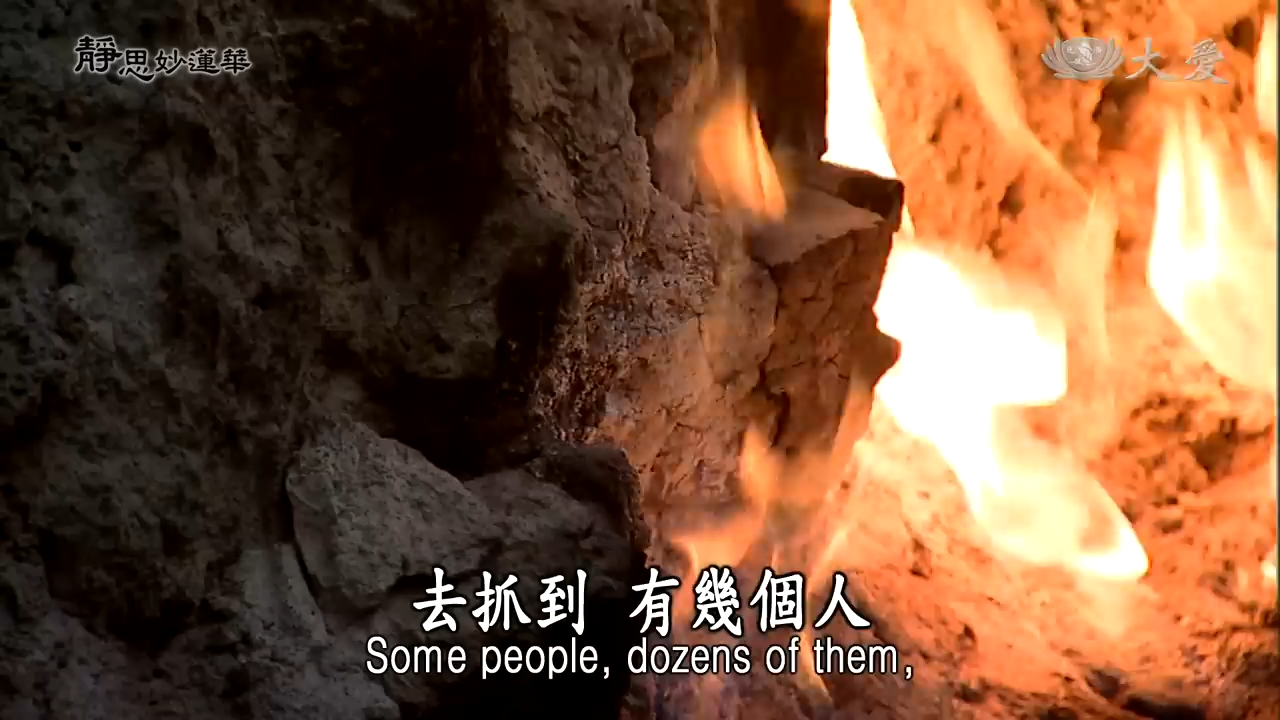 靜思妙蓮華
大愛
去抓到 有幾個人
Some people, dozens of them,